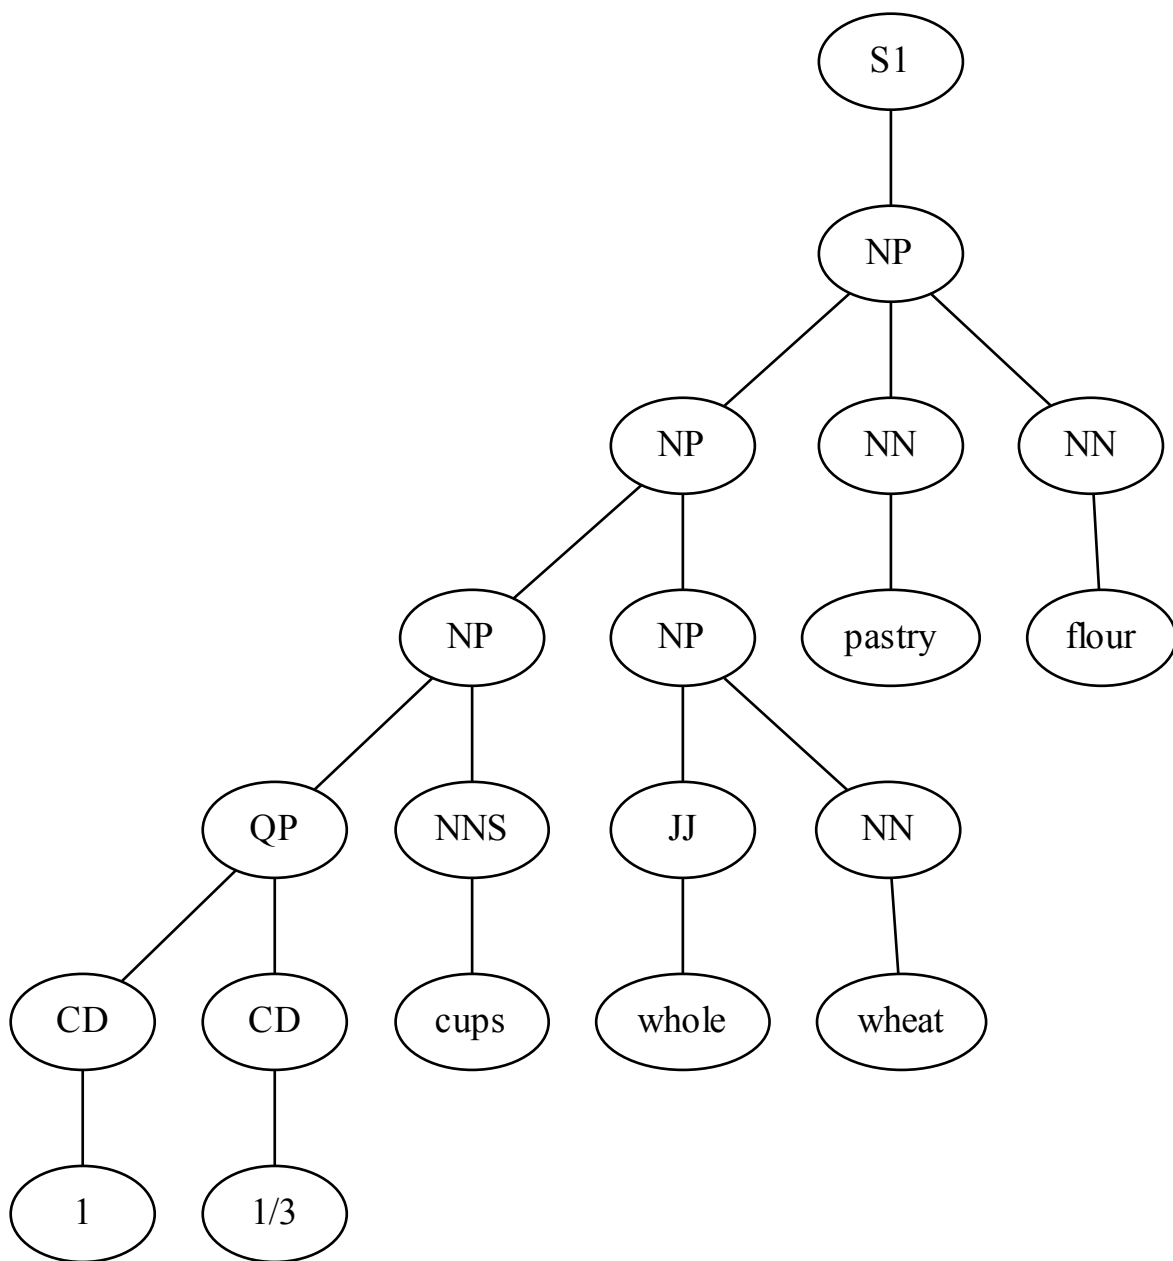 S1
NP
NP NN NN
NP NP pastry flour
QP NNS JJ NN
CD CD cups whole wheat
1 1/3